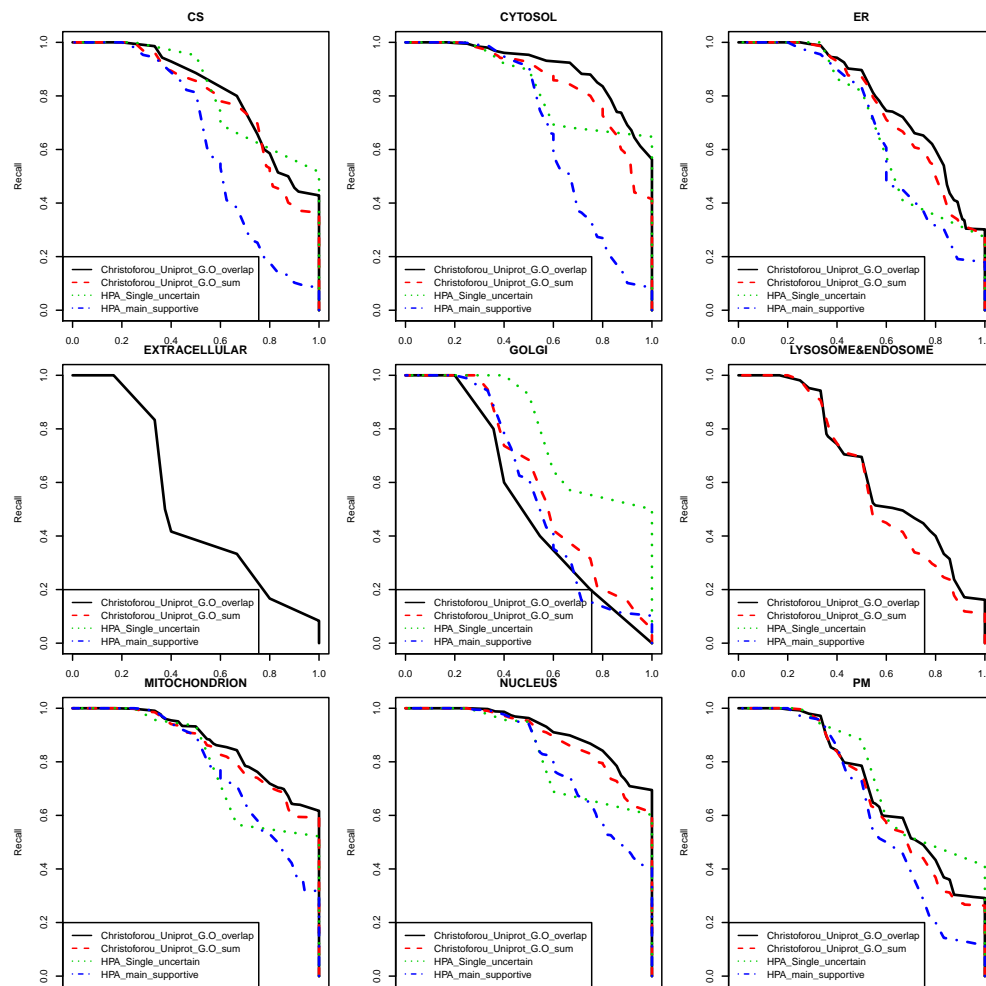 CS
CYTOSOL
ER
Recall
0.0 0.2 0.4 0.6 0.8 1.0
0.0 0.2 0.4 0.6 0.8 1.0
Christoforou_Uniprot_G.O_overlap
Christoforou_Uniprot_G.O_sum
HPA_Single_uncertain
HPA_main_supportive
Recall
0.0 0.2 0.4 0.6 0.8 1.0
0.0 0.2 0.4 0.6 0.8 1.0
Christoforou_Uniprot_G.O_overlap
Christoforou_Uniprot_G.O_sum
HPA_Single_uncertain
HPA_main_supportive
Recall
0.0 0.2 0.4 0.6 0.8 1.0
0.0 0.2 0.4 0.6 0.8 1.0
Christoforou_Uniprot_G.O_overlap
Christoforou_Uniprot_G.O_sum
HPA_Single_uncertain
HPA_main_supportive
EXTRACELLULAR
GOLGI
LYSOSOME&ENDOSOME
Recall
0.0 0.2 0.4 0.6 0.8 1.0
0.0 0.2 0.4 0.6 0.8 1.0
Christoforou_Uniprot_G.O_overlap
Christoforou_Uniprot_G.O_sum
HPA_Single_uncertain
HPA_main_supportive
Recall
0.0 0.2 0.4 0.6 0.8 1.0
0.0 0.2 0.4 0.6 0.8 1.0
Christoforou_Uniprot_G.O_overlap
Christoforou_Uniprot_G.O_sum
HPA_Single_uncertain
HPA_main_supportive
Recall
0.0 0.2 0.4 0.6 0.8 1.0
0.0 0.2 0.4 0.6 0.8 1.0
Christoforou_Uniprot_G.O_overlap
Christoforou_Uniprot_G.O_sum
HPA_Single_uncertain
HPA_main_supportive
MITOCHONDRION
NUCLEUS
PM
Recall
0.0 0.2 0.4 0.6 0.8 1.0
Christoforou_Uniprot_G.O_overlap
Christoforou_Uniprot_G.O_sum
HPA_Single_uncertain
HPA_main_supportive
Recall
0.0 0.2 0.4 0.6 0.8 1.0
Christoforou_Uniprot_G.O_overlap
Christoforou_Uniprot_G.O_sum
HPA_Single_uncertain
HPA_main_supportive
Recall
0.0 0.2 0.4 0.6 0.8 1.0
Christoforou_Uniprot_G.O_overlap
Christoforou_Uniprot_G.O_sum
HPA_Single_uncertain
HPA_main_supportive